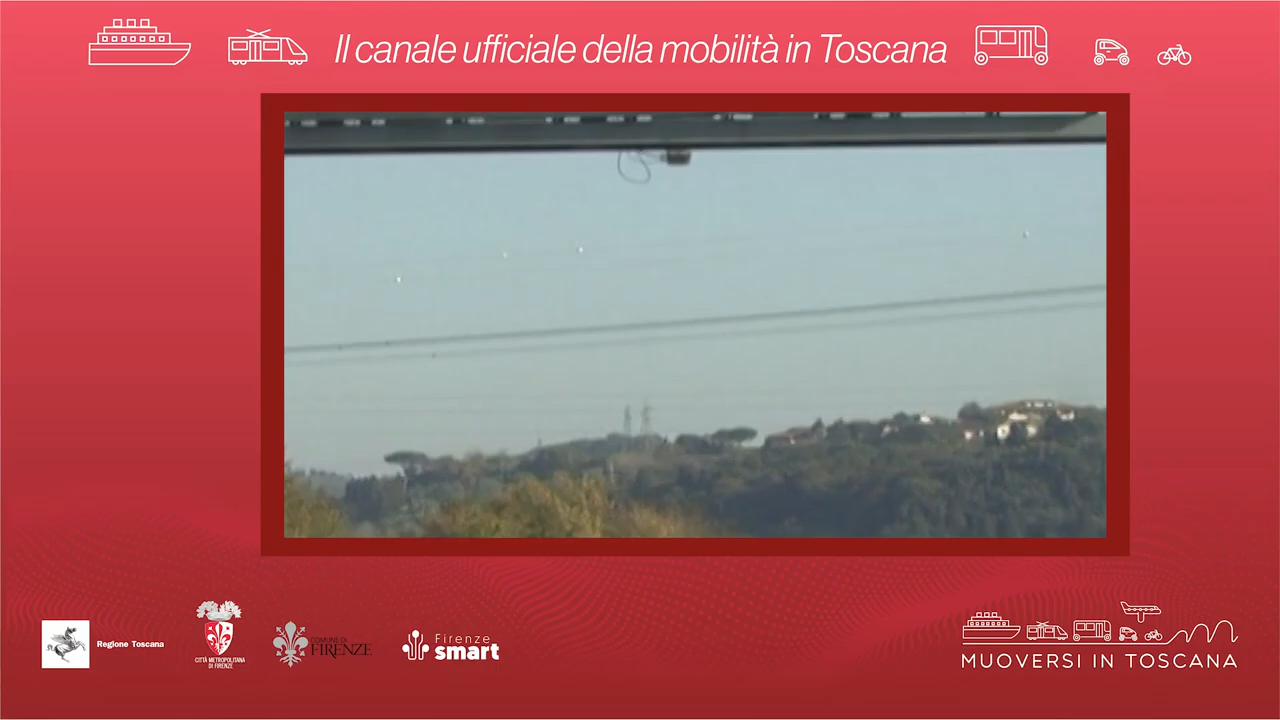 Il canale ufficiale della mobilità in Toscana
Regione Toscana
CITTÀ METROPOLITANA
DI FIRENZE
COMUNE DI
FIRENZE
Firenze
smart
MUOVERSI IN TOSCANA